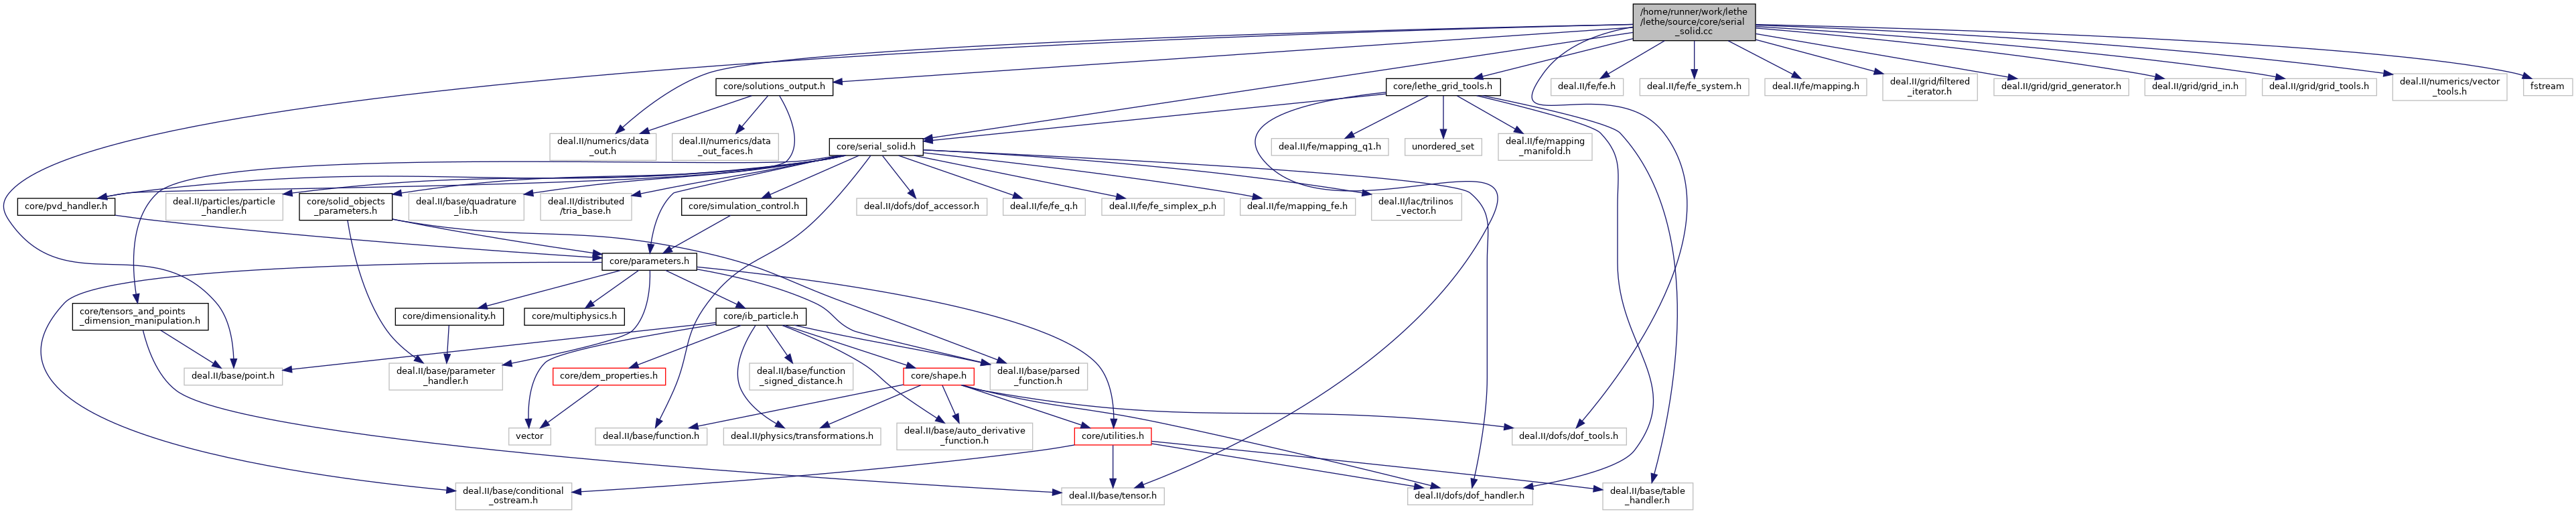 /home/runner/work/lethe
/lethe/source/core/serial
_solid.cc
core/solutions_output.h
core/lethe_grid_tools.h
deal.II/fe/fe.h
deal.II/fe/fe_system.h
deal.II/fe/mapping.h
deal.II/grid/filtered
_iterator.h
deal.II/grid/grid_generator.h
deal.II/grid/grid_in.h
deal.II/grid/grid_tools.h
deal.II/numerics/vector
_tools.h
fstream
deal.II/numerics/data
_out.h
deal.II/numerics/data
_out_faces.h
core/serial_solid.h
deal.II/fe/mapping_q1.h
unordered_set
deal.II/fe/mapping
_manifold.h
core/pvd_handler.h
deal.II/particles/particle
_handler.h
core/solid_objects
_parameters.h
deal.II/base/quadrature
_lib.h
deal.II/distributed
/tria_base.h
core/simulation_control.h
deal.II/dofs/dof_accessor.h
deal.II/fe/fe_q.h
deal.II/fe/fe_simplex_p.h
deal.II/fe/mapping_fe.h
deal.II/lac/trilinos
_vector.h
core/parameters.h
core/tensors_and_points
_dimension_manipulation.h
core/dimensionality.h
core/multiphysics.h
core/ib_particle.h
deal.II/base/point.h
deal.II/base/parameter
_handler.h
core/dem_properties.h
deal.II/base/function
_signed_distance.h
core/shape.h
deal.II/base/parsed
_function.h
vector
deal.II/base/function.h
deal.II/physics/transformations.h
deal.II/base/auto_derivative
_function.h
core/utilities.h
deal.II/dofs/dof_tools.h
deal.II/base/conditional
_ostream.h
deal.II/base/tensor.h
deal.II/dofs/dof_handler.h
deal.II/base/table
_handler.h